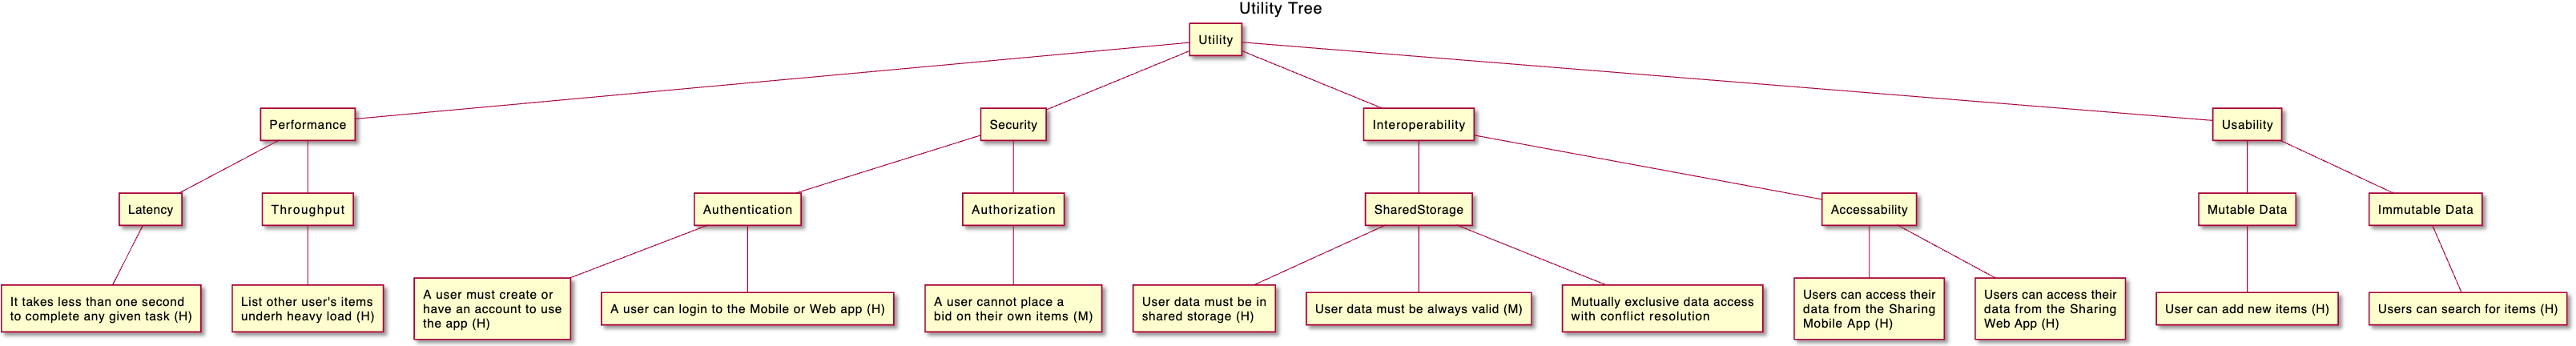 Utility Tree
Utility
Performance
Security
Interoperability
Usability
Latency
Throughput
Authentication
Authorization
SharedStorage
Accessability
Mutable Data
Immutable Data
It takes less than one second
to complete any given task (H)
List other user's items
underh heavy load (H)
A user must create or
have an account to use
the app (H)
A user can login to the Mobile or Web app (H)
A user cannot place a
bid on their own items (M)
User data must be in
shared storage (H)
User data must be always valid (M)
Mutually exclusive data access
with conflict resolution
Users can access their
data from the Sharing
Mobile App (H)
Users can access their
data from the Sharing
Web App (H)
User can add new items (H)
Users can search for items (H)